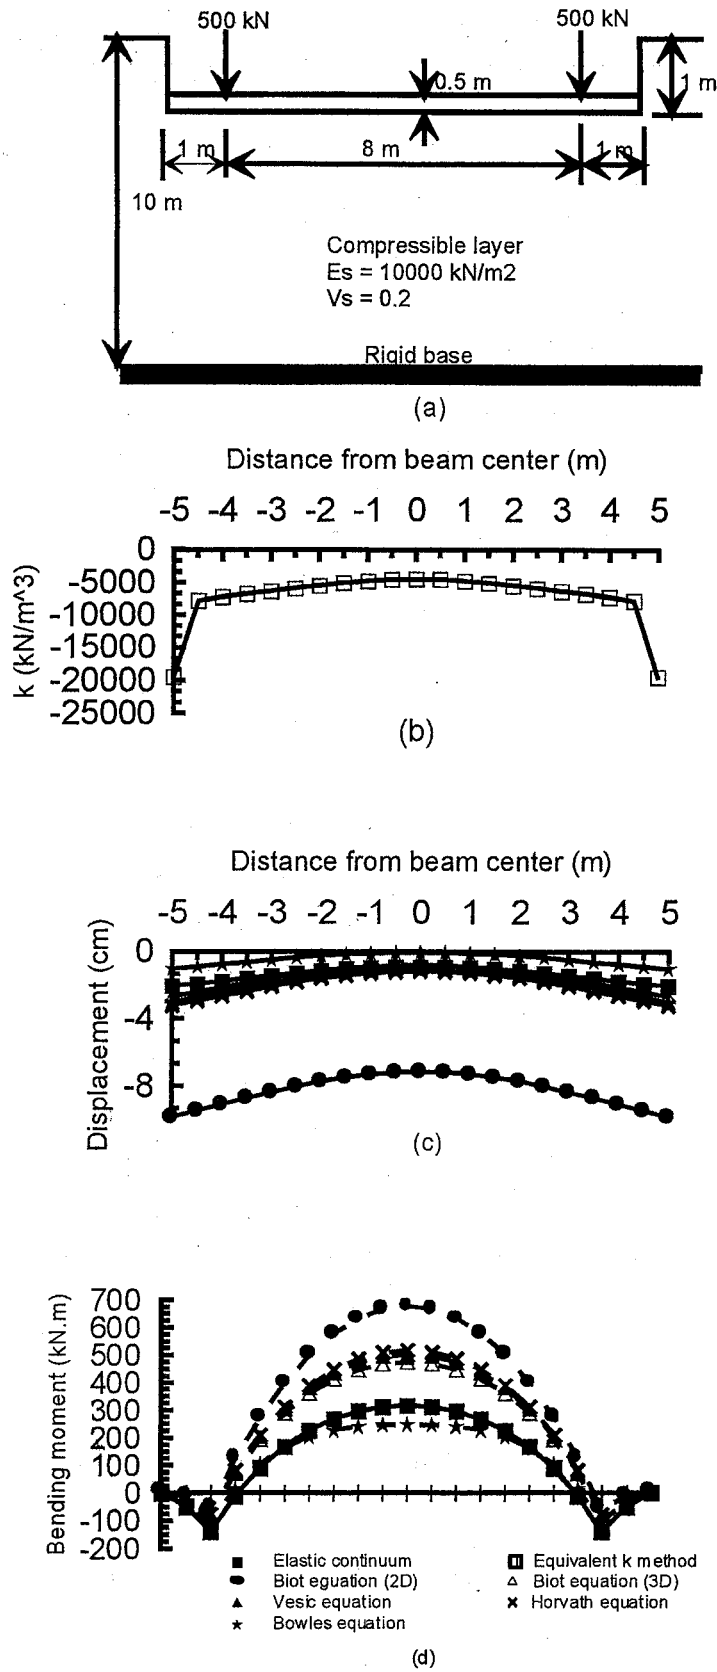 500 kN 500 kN
0.5 m 1 m
1 m 8 m 1 m
10 m
Compressible layer
Es = 10000 kN/m2
Vs = 0.2
Rigid base
(a)
Distance from beam center (m)
-5 -4 -3 -2 -1 0 1 2 3 4 5
k (kN/m^3)
0
-5000
-10000
-15000
-20000
-25000
(b)
Distance from beam center (m)
-5 -4 -3 -2 -1 0 1 2 3 4 5
Displacement (cm)
0
-4
-8
(c)
Bending moment (kN.m)
700
600
500
400
300
200
100
0
-100
-200
Elastic continuum Equivalent k method
Biot eguation (2D) Biot equation (3D)
Vesic equation Horvath equation
Bowles equation
(d)